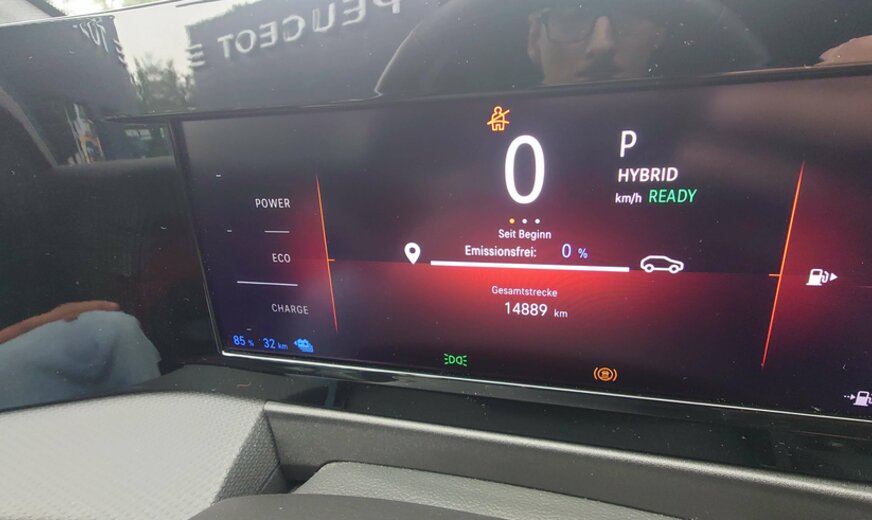 PEUGEOT
0
P
HYBRID
km/h READY
POWER
Seit Beginn
Emissionsfrei: 0 %
ECO
Gesamtstrecke
14889 km
CHARGE
85 % 32 km